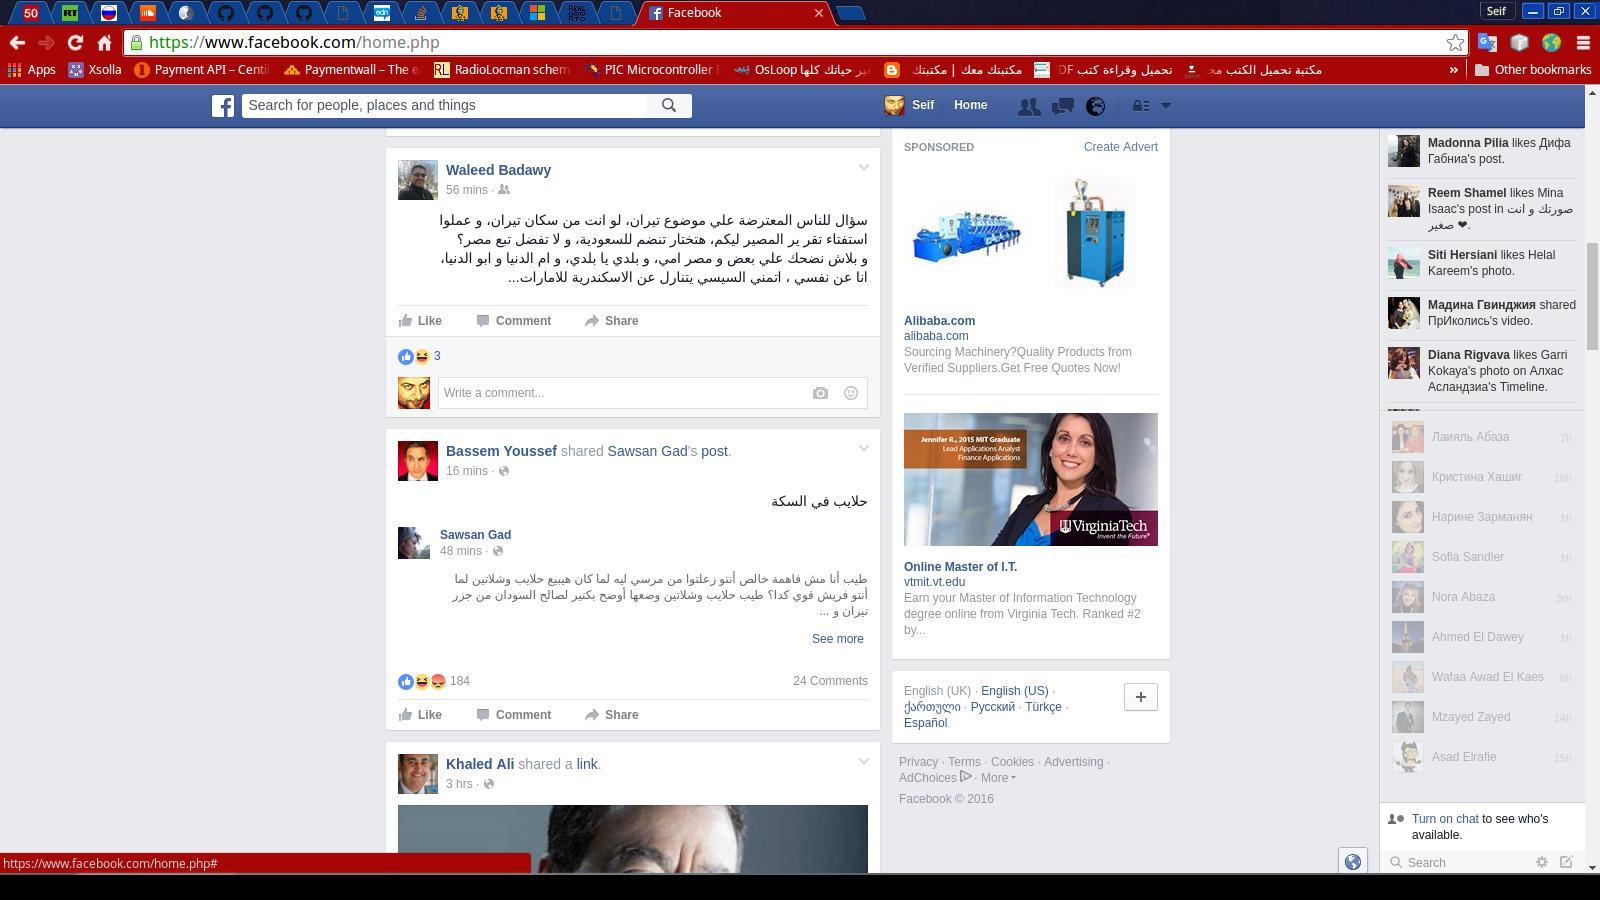 50
RT
edn
REAL HOW TO
Facebook
Seif
https://www.facebook.com/home.php
Apps
Xsolla
Payment API – Centi
Paymentwall – The e
RL RadioLocman schem
PIC Microcontroller F
OsLoop غير حياتك كلها
مكتبتك معك | مكتبتك
تحميل وقراءة كتب DF
مكتبة تحميل الكتب مج
»
Other bookmarks
Search for people, places and things
Seif
Home
Waleed Badawy
56 mins ·
سؤال للناس المعترضة علي موضوع تيران، لو انت من سكان تيران، و عملوا
استفتاء تقر ير المصير ليكم، هتختار تنضم للسعودية، و لا تفضل تبع مصر؟
و بلاش نضحك علي بعض و مصر امي، و بلدي يا بلدي، و ام الدنيا و ابو الدنيا،
انا عن نفسي ، اتمني السيسي يتنازل عن الاسكندرية للامارات...
Like Comment Share
3
Write a comment...
Bassem Youssef shared Sawsan Gad's post.
16 mins ·
حلايب في السكة
Sawsan Gad
48 mins ·
طيب أنا مش فاهمة خالص أنتو زعلتوا من مرسي ليه لما كان هيبيع حلايب وشلاتين لما
أنتو فريش قوي كدا؟ طيب حلايب وشلاتين وضعها أوضح بكتير لصالح السودان من جزر
تيران و ...
See more
184
24 Comments
Like Comment Share
Khaled Ali shared a link.
3 hrs ·
SPONSORED
Create Advert
Alibaba.com
alibaba.com
Sourcing Machinery?Quality Products from
Verified Suppliers.Get Free Quotes Now!
Jennifer R., 2015 MIT Graduate
Lead Applications Analyst
Finance Applications
VirginiaTech
Invent the Future®
Online Master of I.T.
vtmit.vt.edu
Earn your Master of Information Technology
degree online from Virginia Tech. Ranked #2
by...
English (UK) · English (US) ·
ქართული · Русский · Türkçe ·
Español
+
Privacy · Terms · Cookies · Advertising ·
AdChoices · More
Facebook © 2016
Madonna Pilia likes Дифа
Габниа's post.
Reem Shamel likes Mina
Isaac's post in صورتك و انت
صغير ❤.
Siti Hersiani likes Helal
Kareem's photo.
Мадина Гвинджия shared
ПрИколись's video.
Diana Rigvava likes Garri
Kokaya's photo on Алхас
Асландзиа's Timeline.
Лаияль Абаза 7h
Кристина Хашиг 18h
Нарине Зарманян 1h
Sofia Sandler 1h
Nora Abaza 9m
Ahmed El Dawey 1h
Wafaa Awad El Kaes 8h
Mzayed Zayed 14h
Asad Elrafie 15h
Turn on chat to see who's
available.
Search
https://www.facebook.com/home.php#